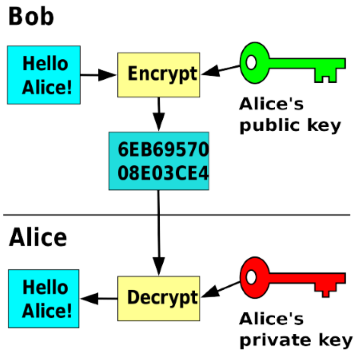 Bob
Hello
Alice!
Encrypt
Alice's
public key
6EB69570
08E03CE4
Alice
Hello
Alice!
Decrypt
Alice's
private key